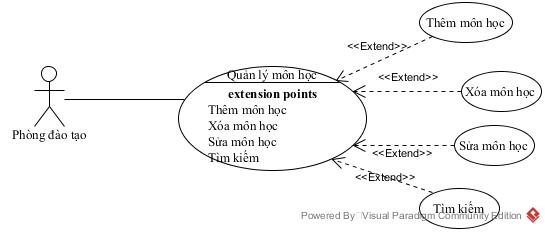 Thêm môn học
<<Extend>>
Quản lý môn học
extension points
Thêm môn học
Xóa môn học
Sửa môn học
Tìm kiếm
<<Extend>>
Xóa môn học
Phòng đào tạo
<<Extend>>
Sửa môn học
<<Extend>>
Tìm kiếm
Powered By Visual Paradigm Community Edition